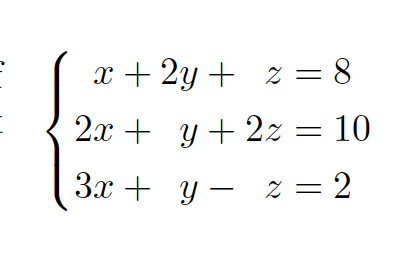 x + 2y + z = 8
2x + y + 2z = 10
3x + y − z = 2